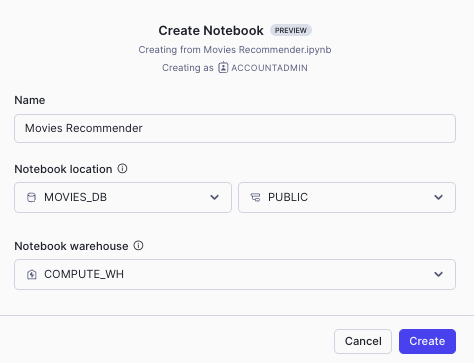 Create Notebook PREVIEW
Creating from Movies Recommender.ipynb
Creating as ACCOUNTADMIN
Name
Movies Recommender
Notebook location
MOVIES_DB PUBLIC
Notebook warehouse
COMPUTE_WH
Cancel Create